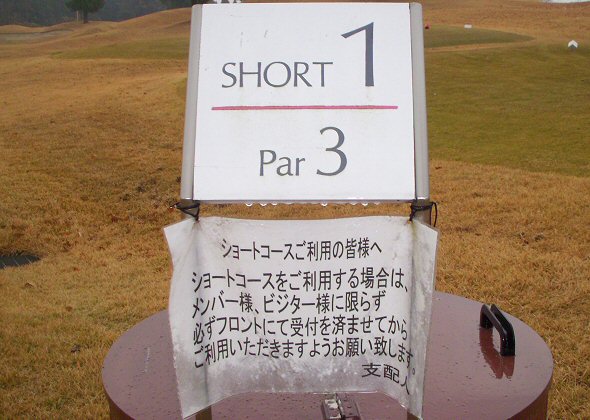 SHORT 1
Par 3
ショートコースご利用の皆様へ
ショートコースをご利用する場合は、
メンバー様、ビジター様に限らず
必ずフロントにて受付を済ませてから
ご利用いただきますようお願い致します。
支配人